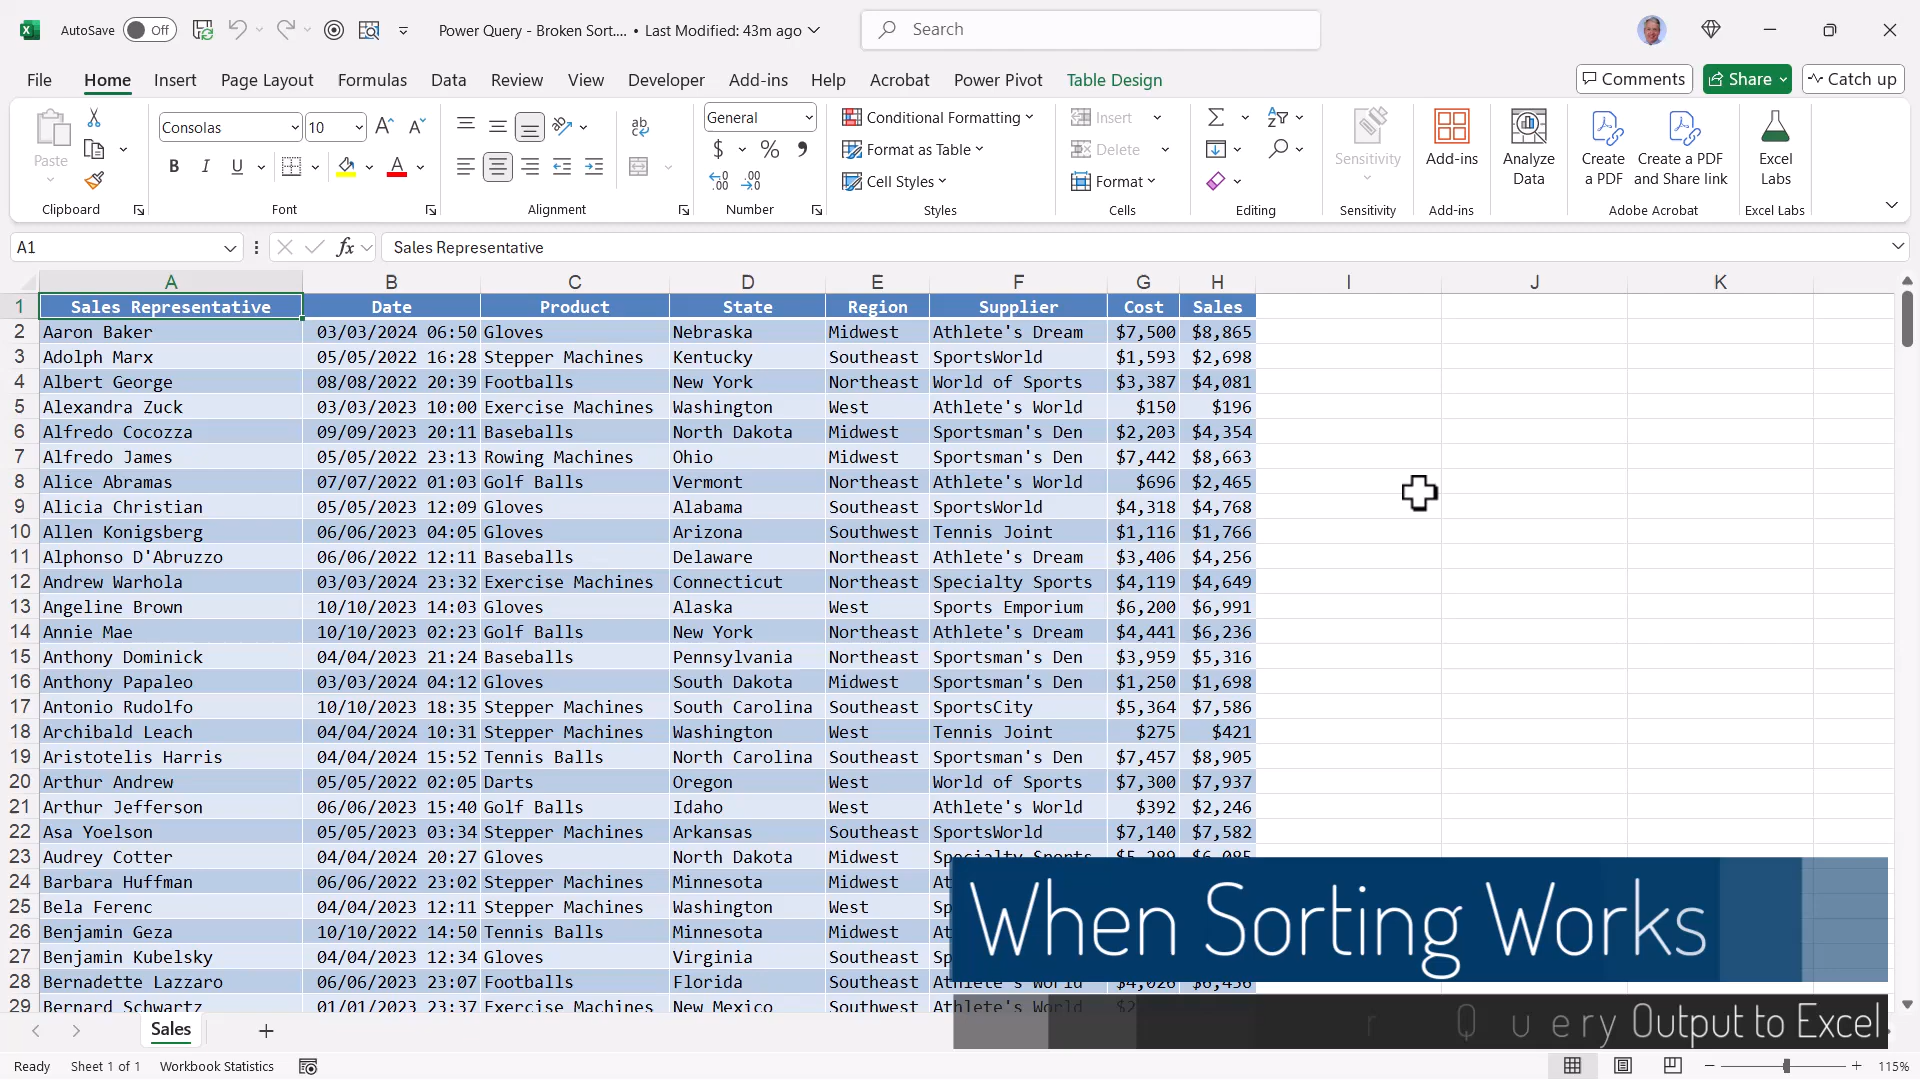 AutoSave Off Power Query - Broken Sort.... • Last Modified: 43m ago Search
File Home Insert Page Layout Formulas Data Review View Developer Add-ins Help Acrobat Power Pivot Table Design Comments Share Catch up
Paste Consolas 10 General Conditional Formatting Insert Sensitivity Add-ins Analyze Data Create a PDF Create a PDF and Share link Excel Labs
B I U Format as Table Delete
Cell Styles Format
Clipboard Font Alignment Number Styles Cells Editing Sensitivity Add-ins Adobe Acrobat Excel Labs
A1 fx Sales Representative
A B C D E F G H I J K
1 Sales Representative Date Product State Region Supplier Cost Sales
2 Aaron Baker 03/03/2024 06:50 Gloves Nebraska Midwest Athlete's Dream $7,500 $8,865
3 Adolph Marx 05/05/2022 16:28 Stepper Machines Kentucky Southeast SportsWorld $1,593 $2,698
4 Albert George 08/08/2022 20:39 Footballs New York Northeast World of Sports $3,387 $4,081
5 Alexandra Zuck 03/03/2023 10:00 Exercise Machines Washington West Athlete's World $150 $196
6 Alfredo Cocozza 09/09/2023 20:11 Baseballs North Dakota Midwest Sportsman's Den $2,203 $4,354
7 Alfredo James 05/05/2022 23:13 Rowing Machines Ohio Midwest Sportsman's Den $7,442 $8,663
8 Alice Abramas 07/07/2022 01:03 Golf Balls Vermont Northeast Athlete's World $696 $2,465
9 Alicia Christian 05/05/2023 12:09 Gloves Alabama Southeast SportsWorld $4,318 $4,768
10 Allen Konigsberg 06/06/2023 04:05 Gloves Arizona Southwest Tennis Joint $1,116 $1,766
11 Alphonso D'Abruzzo 06/06/2022 12:11 Baseballs Delaware Northeast Athlete's Dream $3,406 $4,256
12 Andrew Warhola 03/03/2024 23:32 Exercise Machines Connecticut Northeast Specialty Sports $4,119 $4,649
13 Angeline Brown 10/10/2023 14:03 Gloves Alaska West Sports Emporium $6,200 $6,991
14 Annie Mae 10/10/2023 02:23 Golf Balls New York Northeast Athlete's Dream $4,441 $6,236
15 Anthony Dominick 04/04/2023 21:24 Baseballs Pennsylvania Northeast Sportsman's Den $3,959 $5,316
16 Anthony Papaleo 03/03/2024 04:12 Gloves South Dakota Midwest Sportsman's Den $1,250 $1,698
17 Antonio Rudolfo 10/10/2023 18:35 Stepper Machines South Carolina Southeast SportsCity $5,364 $7,586
18 Archibald Leach 04/04/2024 10:31 Stepper Machines Washington West Tennis Joint $275 $421
19 Aristotelis Harris 04/04/2024 15:52 Tennis Balls North Carolina Southeast Sportsman's Den $7,457 $8,905
20 Arthur Andrew 05/05/2022 02:05 Darts Oregon West World of Sports $7,300 $7,937
21 Arthur Jefferson 06/06/2023 15:40 Golf Balls Idaho West Athlete's World $392 $2,246
22 Asa Yoelson 05/05/2023 03:34 Stepper Machines Arkansas Southeast SportsWorld $7,140 $7,582
23 Audrey Cotter 04/04/2024 20:27 Gloves North Dakota Midwest Specialty Sports $5,289 $6,085
24 Barbara Huffman 06/06/2022 23:02 Stepper Machines Minnesota Midwest
25 Bela Ferenc 04/04/2023 12:11 Stepper Machines Washington West
26 Benjamin Geza 10/10/2022 14:50 Tennis Balls Minnesota Midwest
27 Benjamin Kubelsky 04/04/2023 12:34 Gloves Virginia Southeast
28 Bernadette Lazzaro 06/06/2023 23:07 Footballs Florida Southeast
29 Bernard Schwartz 01/01/2023 23:37 Exercise Machines New Mexico Southwest Athlete's World
When Sorting Works
r Query Output to Excel
Sales
Ready Sheet 1 of 1 Workbook Statistics 115%